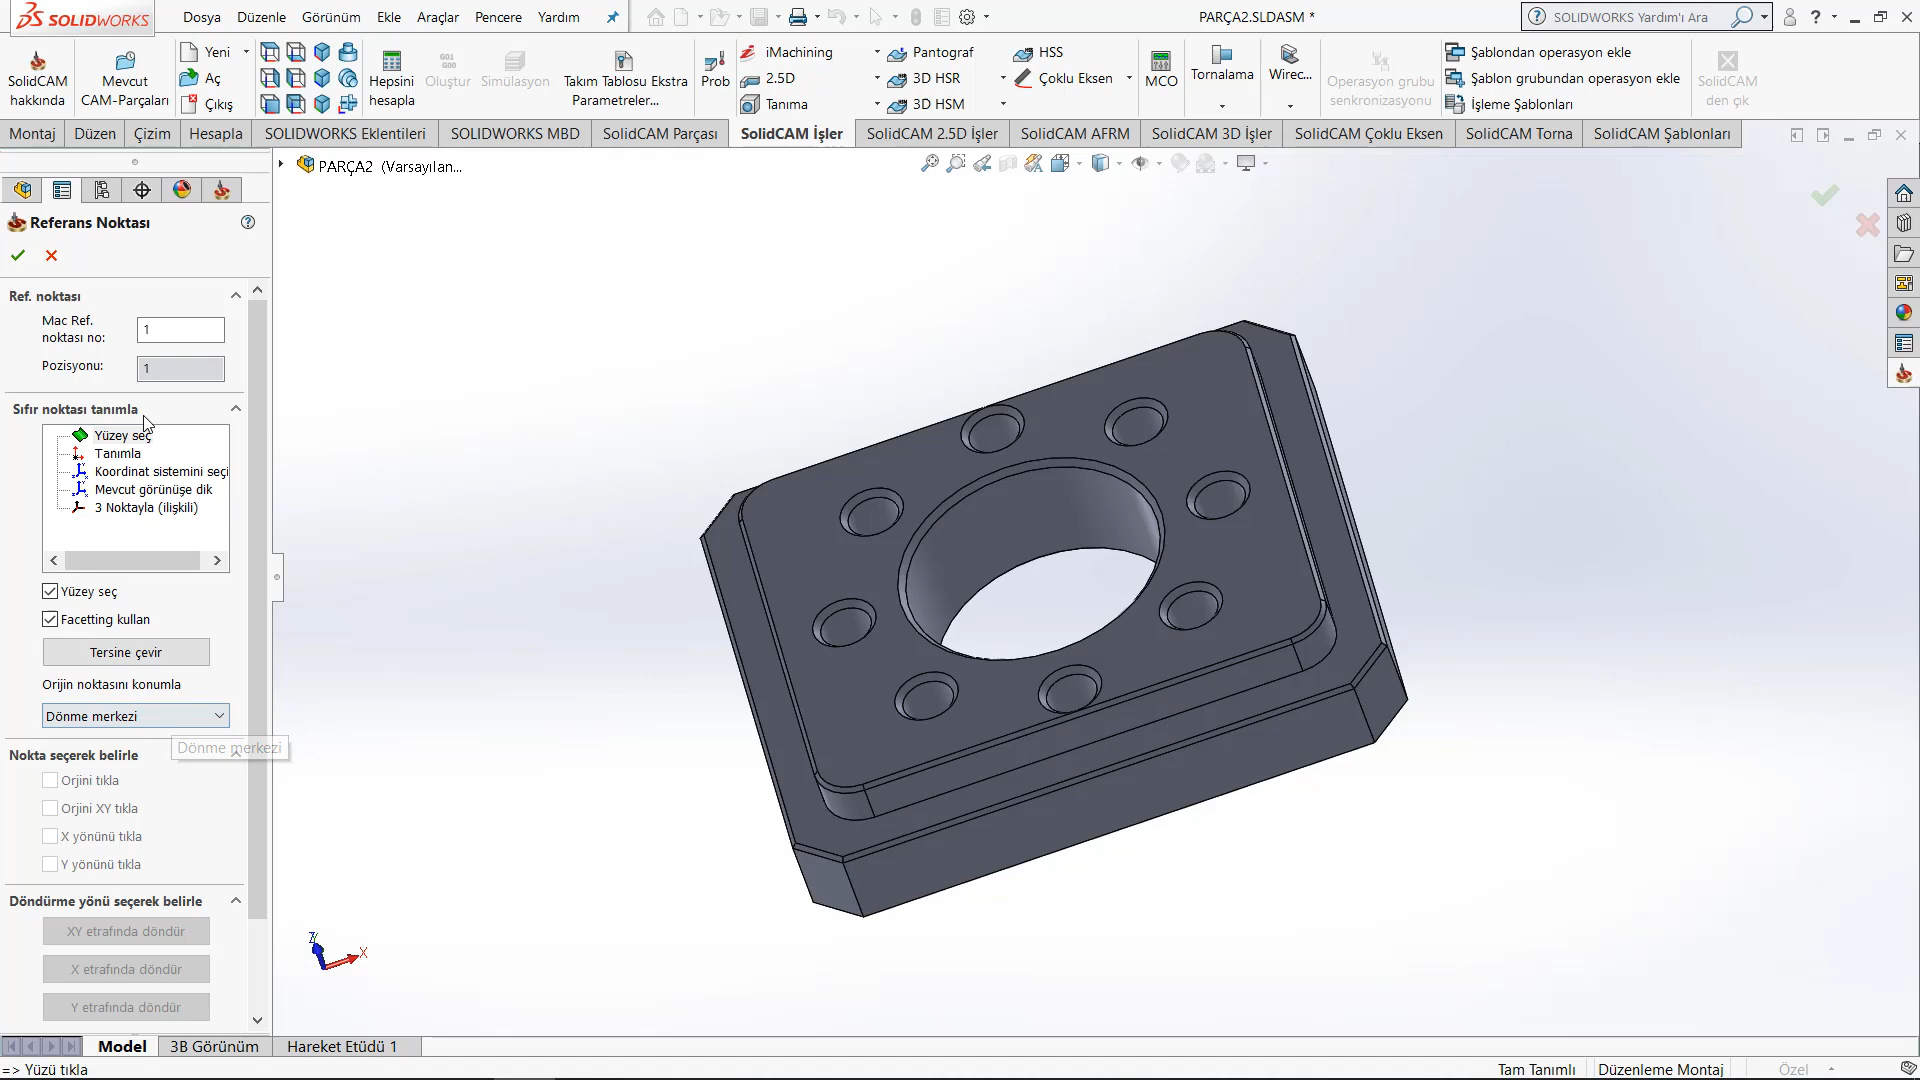 SOLIDWORKS
Dosya Düzenle Görünüm Ekle Araçlar Pencere Yardım
PARÇA2.SLDASM *
SOLIDWORKS Yardım'ı Ara
SolidCAM hakkında
Mevcut CAM-Parçaları
Yeni
Aç
Çıkış
Hepsini hesapla
G01 G00
Oluştur
Simülasyon
Takım Tablosu Ekstra Parametreler...
Prob
iMachining
2.5D
Tanıma
Pantograf
3D HSR
3D HSM
HSS
Çoklu Eksen
MCO
Tornalama
Wirec...
Operasyon grubu senkronizasyonu
Şablondan operasyon ekle
Şablon grubundan operasyon ekle
İşleme Şablonları
SolidCAM den çık
Montaj Düzen Çizim Hesapla SOLIDWORKS Eklentileri SOLIDWORKS MBD SolidCAM Parçası SolidCAM İşler SolidCAM 2.5D İşler SolidCAM AFRM SolidCAM 3D İşler SolidCAM Çoklu Eksen SolidCAM Torna SolidCAM Şablonları
PARÇA2 (Varsayılan...
Referans Noktası
Ref. noktası
Mac Ref. noktası no: 1
Pozisyonu: 1
Sıfır noktası tanımla
Yüzey seç
Tanımla
Koordinat sistemini seçi
Mevcut görünüşe dik
3 Noktayla (ilişkili)
Yüzey seç
Facetting kullan
Tersine çevir
Orijin noktasını konumla
Dönme merkezi
Dönme merkezi
Nokta seçerek belirle
Orjini tıkla
Orjini XY tıkla
X yönünü tıkla
Y yönünü tıkla
Döndürme yönü seçerek belirle
XY etrafında döndür
X etrafında döndür
Y etrafında döndür
Z
X
Model 3B Görünüm Hareket Etüdü 1
=> Yüzü tıkla
Tam Tanımlı Düzenleme Montaj Özel